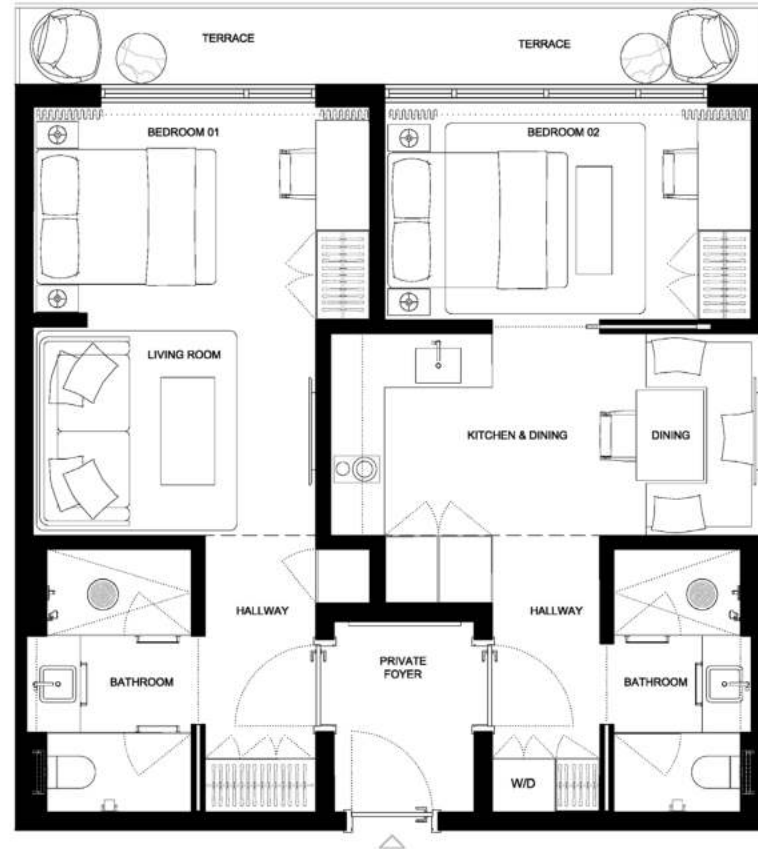 TERRACE
TERRACE
BEDROOM 01
BEDROOM 02
LIVING ROOM
KITCHEN & DINING
DINING
HALLWAY
HALLWAY
PRIVATE
FOYER
BATHROOM
BATHROOM
W/D